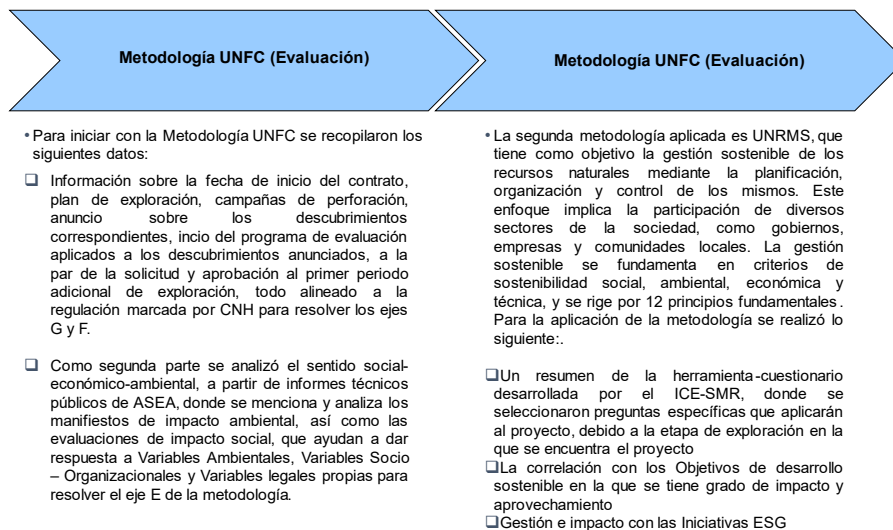 Metodología UNFC (Evaluación)
Metodología UNFC (Evaluación)
• Para iniciar con la Metodología UNFC se recopilaron los
siguientes datos:
❑ Información sobre la fecha de inicio del contrato,
plan de exploración, campañas de perforación,
anuncio sobre los descubrimientos
correspondientes, incio del programa de evaluación
aplicados a los descubrimientos anunciados, a la
par de la solicitud y aprobación al primer periodo
adicional de exploración, todo alineado a la
regulación marcada por CNH para resolver los ejes
G y F.
❑ Como segunda parte se analizó el sentido social-
económico-ambiental, a partir de informes técnicos
públicos de ASEA, donde se menciona y analiza los
manifiestos de impacto ambiental, así como las
evaluaciones de impacto social, que ayudan a dar
respuesta a Variables Ambientales, Variables Socio
– Organizacionales y Variables legales propias para
resolver el eje E de la metodología.
• La segunda metodología aplicada es UNRMS, que
tiene como objetivo la gestión sostenible de los
recursos naturales mediante la planificación,
organización y control de los mismos. Este
enfoque implica la participación de diversos
sectores de la sociedad, como gobiernos,
empresas y comunidades locales. La gestión
sostenible se fundamenta en criterios de
sostenibilidad social, ambiental, económica y
técnica, y se rige por 12 principios fundamentales.
Para la aplicación de la metodología se realizó lo
siguiente:.
❑Un resumen de la herramienta-cuestionario
desarrollada por el ICE-SMR, donde se
seleccionaron preguntas específicas que aplicarán
al proyecto, debido a la etapa de exploración en la
que se encuentra el proyecto
❑La correlación con los Objetivos de desarrollo
sostenible en la que se tiene grado de impacto y
aprovechamiento
❑Gestión e impacto con las Iniciativas ESG